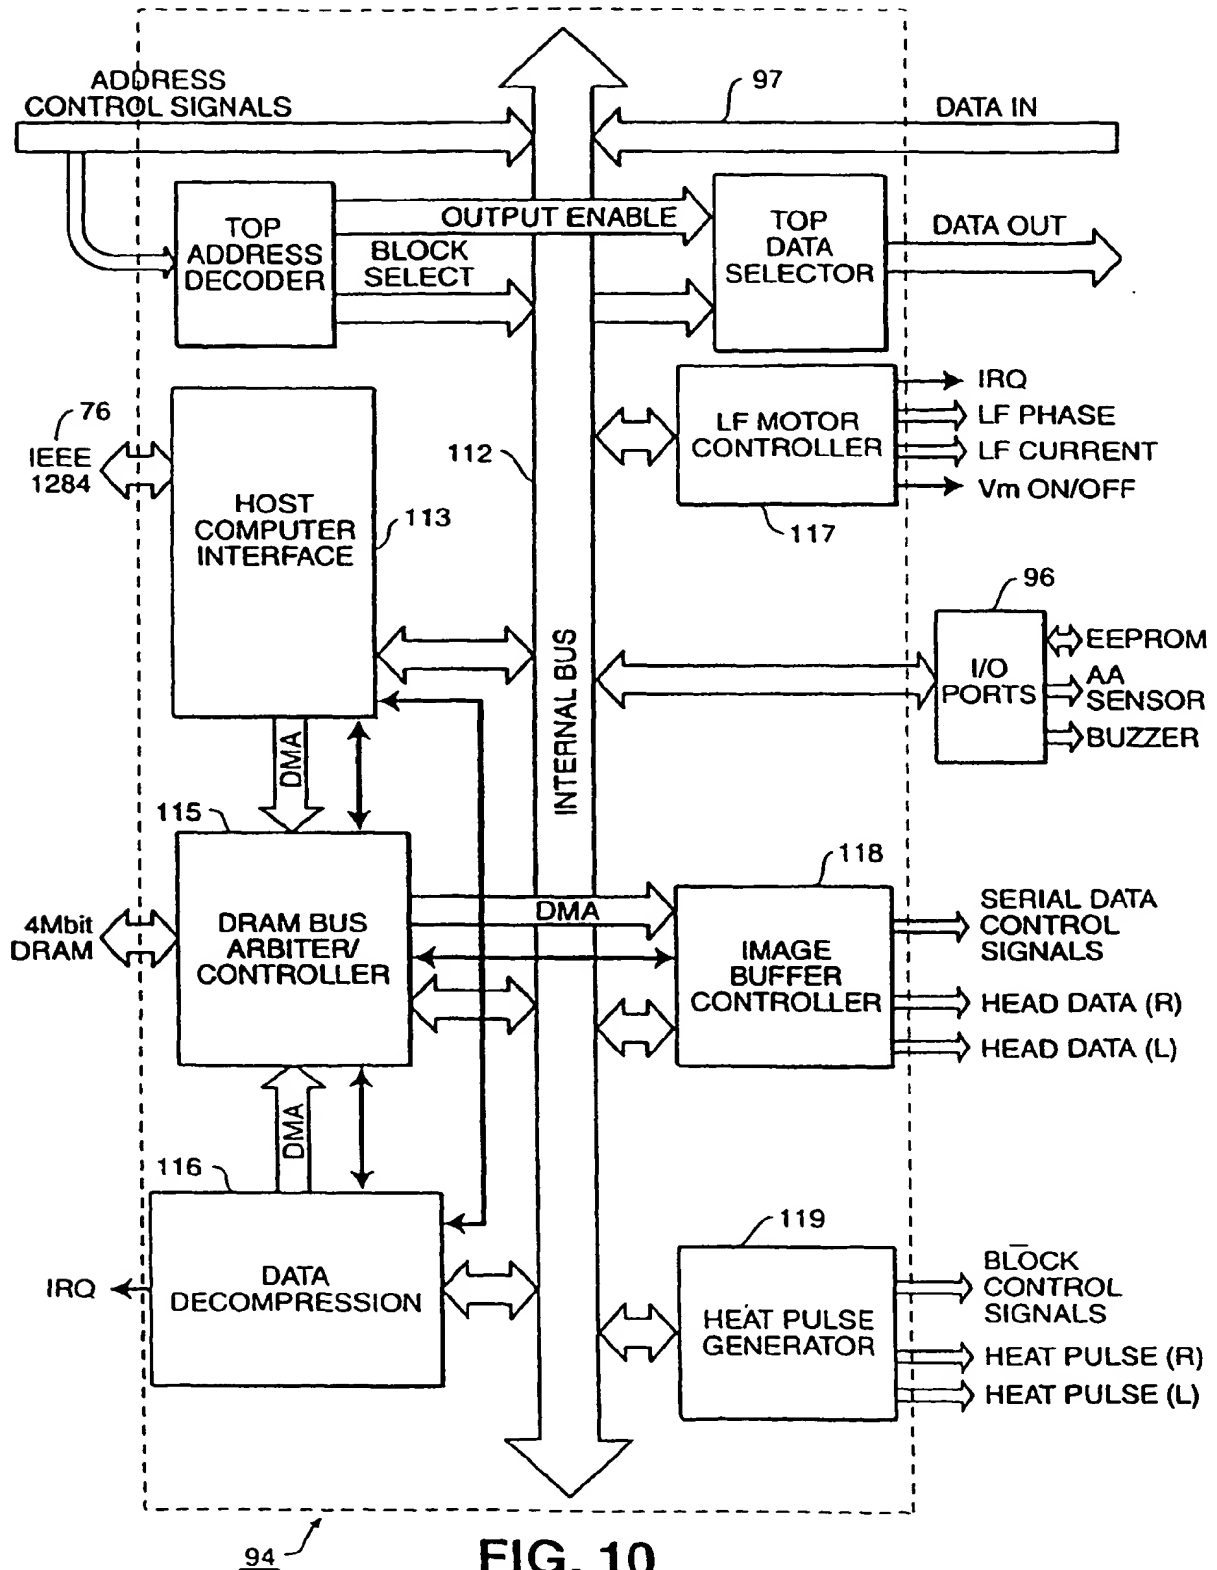 ADDRESS
CONTROL SIGNALS
97
DATA IN
TOP
ADDRESS
DECODER
OUTPUT ENABLE
BLOCK
SELECT
TOP
DATA
SELECTOR
DATA OUT
76
IEEE
1284
HOST
COMPUTER
INTERFACE
113
112
LF MOTOR
CONTROLLER
117
IRQ
LF PHASE
LF CURRENT
Vm ON/OFF
INTERNAL BUS
96
I/O
PORTS
EEPROM
AA
SENSOR
BUZZER
DMA
115
4Mbit
DRAM
DRAM BUS
ARBITER/
CONTROLLER
DMA
118
IMAGE
BUFFER
CONTROLLER
SERIAL DATA
CONTROL
SIGNALS
HEAD DATA (R)
HEAD DATA (L)
DMA
116
IRQ
DATA
DECOMPRESSION
119
HEAT PULSE
GENERATOR
BLOCK
CONTROL
SIGNALS
HEAT PULSE (R)
HEAT PULSE (L)
94
FIG. 10